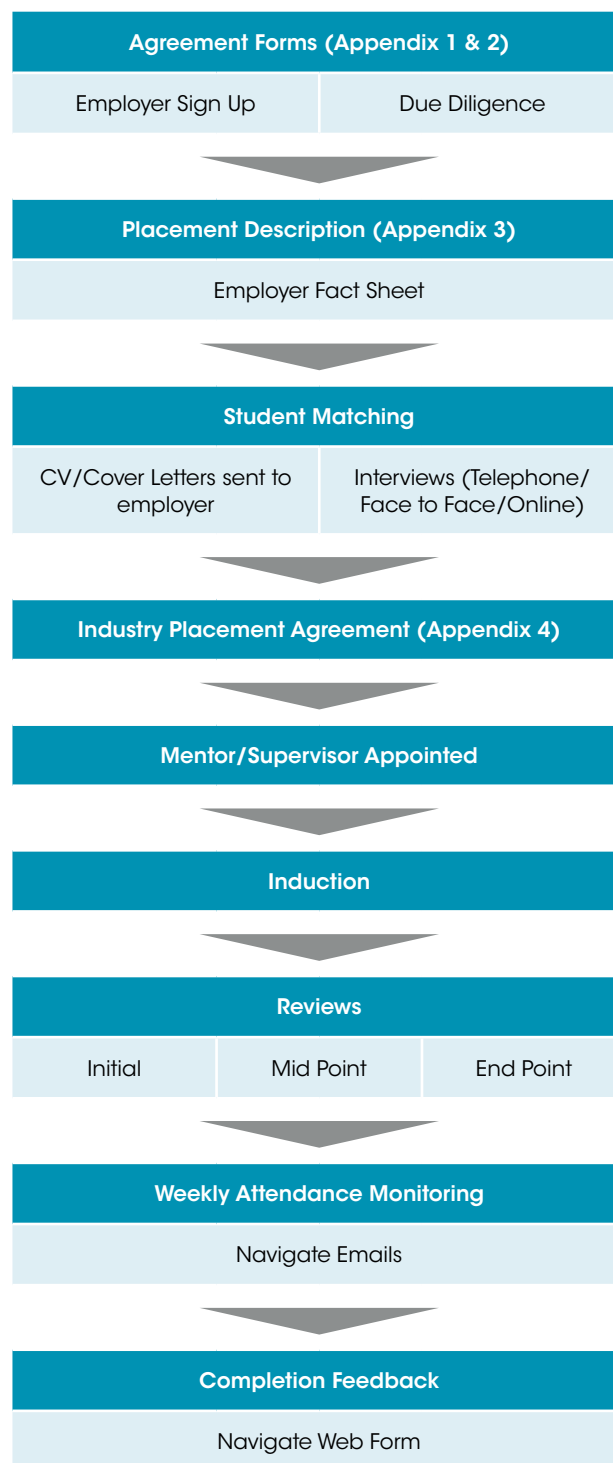 Agreement Forms (Appendix 1 & 2)
Employer Sign Up
Due Diligence
Placement Description (Appendix 3)
Employer Fact Sheet
Student Matching
CV/Cover Letters sent to
employer
Interviews (Telephone/
Face to Face/Online)
Industry Placement Agreement (Appendix 4)
Mentor/Supervisor Appointed
Induction
Reviews
Initial
Mid Point
End Point
Weekly Attendance Monitoring
Navigate Emails
Completion Feedback
Navigate Web Form